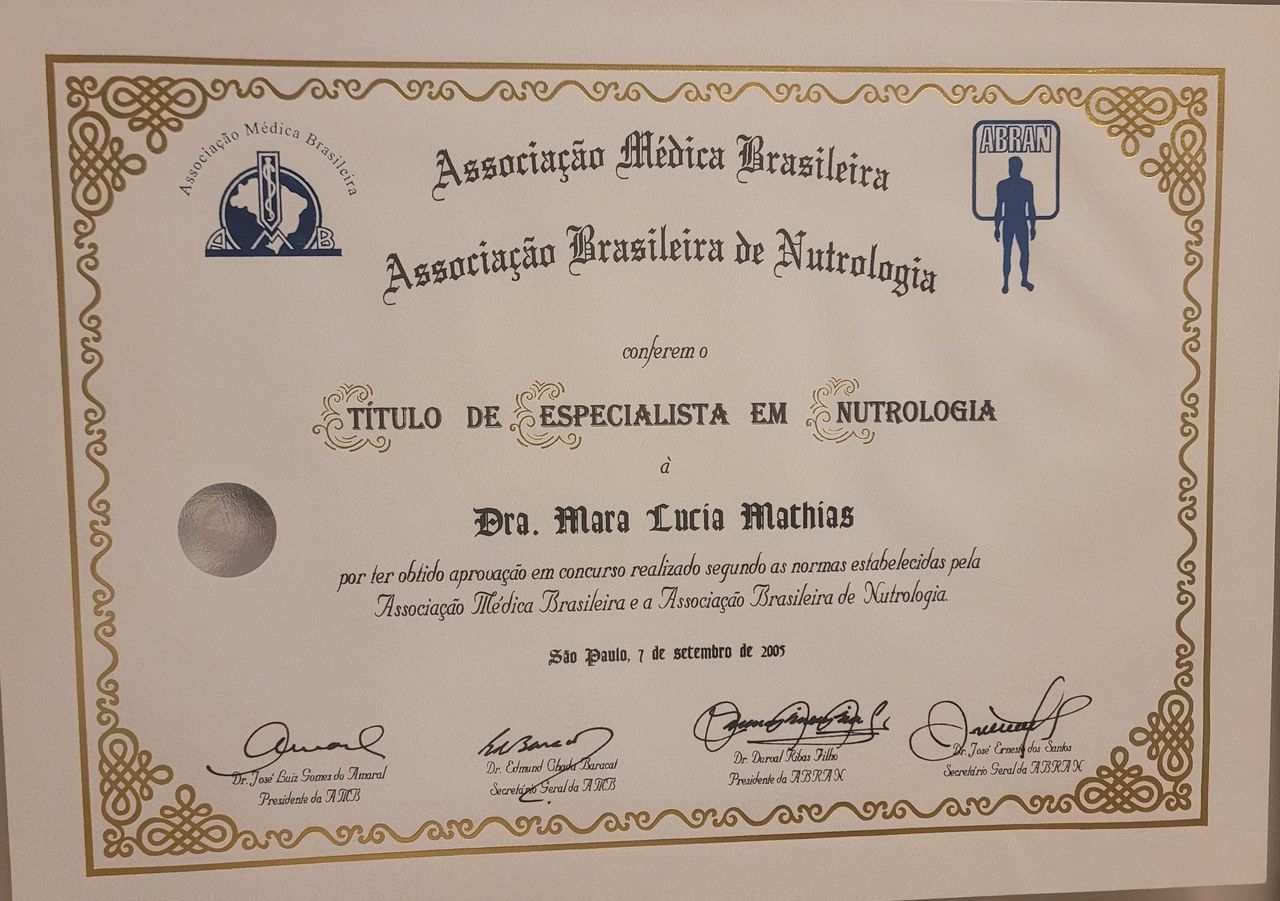 Associação Médica Brasileira
A B
ABRAN
Associação Médica Brasileira
Associação Brasileira de Nutrologia
conferem o
TÍTULO DE ESPECIALISTA EM NUTROLOGIA
à
Dra. Mara Lucia Mathias
por ter obtido aprovação em concurso realizado segundo as normas estabelecidas pela
Associação Médica Brasileira e a Associação Brasileira de Nutrologia.
São Paulo, 7 de setembro de 2005
Dr. José Luiz Gomes do Amaral
Presidente da AMB
Dr. Edmund Chada Baracat
Secretário Geral da AMB
Dr. Durval Ribas Filho
Presidente da ABRAN
Dr. José Ernesto dos Santos
Secretário Geral da ABRAN